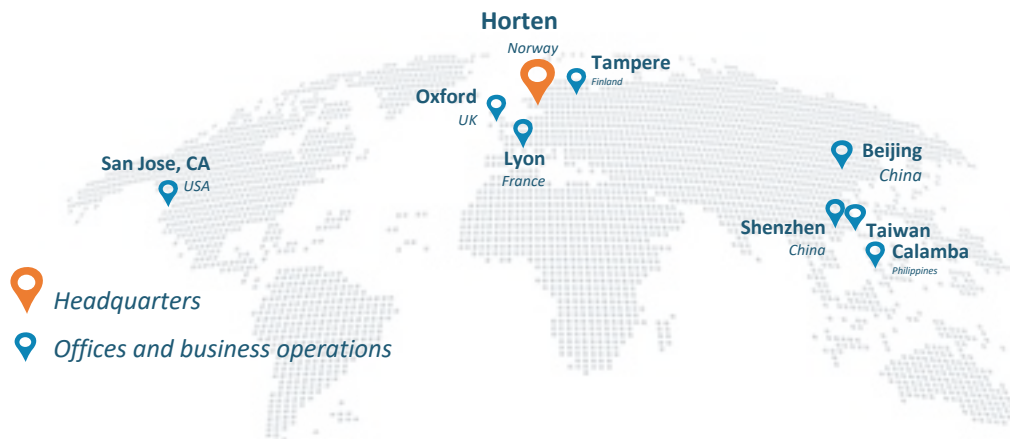 Horten
Norway
Tampere
Finland
Oxford
UK
Lyon
France
San Jose, CA
USA
Beijing
China
Shenzhen
China
Taiwan
Calamba
Philippines
Headquarters
Offices and business operations